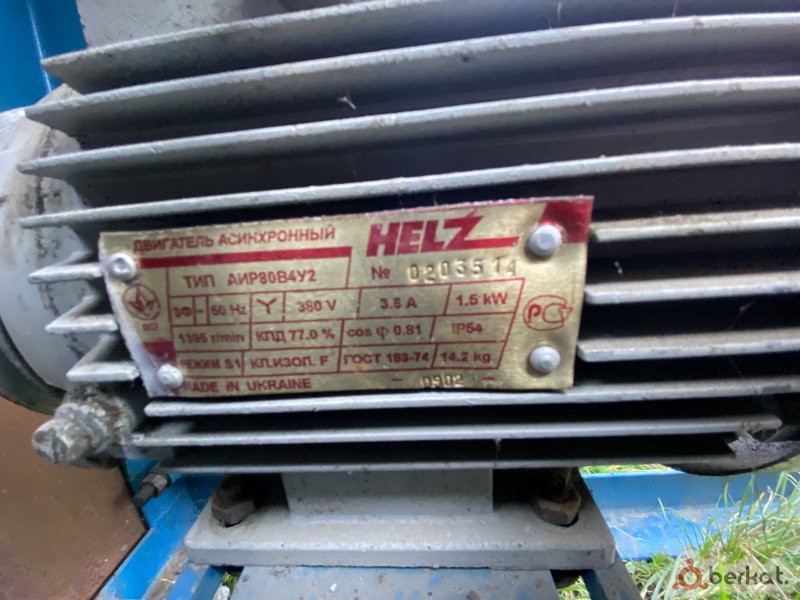 ДВИГАТЕЛЬ АСИНХРОННЫЙ HELZ
ТИП АИР80В4У2 № 0203514
3Ф~ 50 Hz Y 380 V 3.6 A 1.5 kW
1395 r/min КПД 77.0 % cos φ 0.81 IP54
РЕЖИМ S1 КЛ.ИЗОЛ. F ГОСТ 183-74 14.2 kg
MADE IN UKRAINE - 0902 -
berkat.